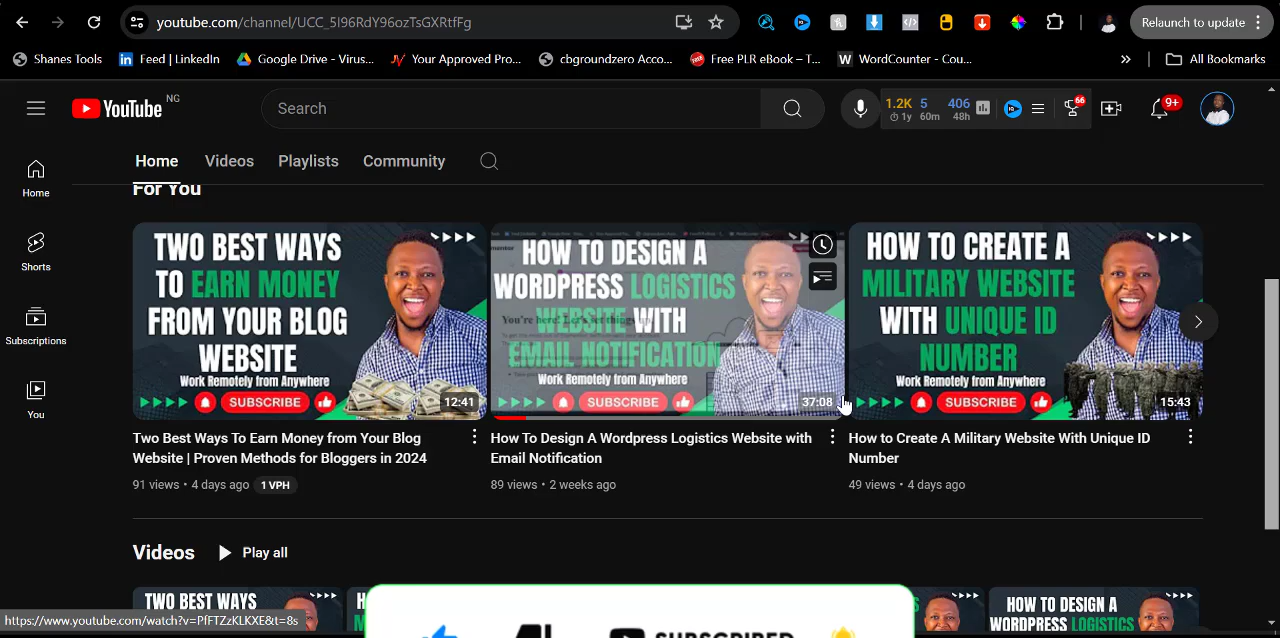 youtube.com/channel/UCC_5I96RdY96ozTsGXRtfFg
Relaunch to update
Shanes Tools
Feed | LinkedIn
Google Drive - Virus...
Your Approved Pro...
cbgroundzero Acco...
Free PLR eBook – T...
WordCounter - Cou...
All Bookmarks
YouTube NG
Search
1.2K 5 406
1y 60m 48h
66
9+
Home Videos Playlists Community
Home
Shorts
Subscriptions
You
For You
TWO BEST WAYS
TO EARN MONEY
FROM YOUR BLOG
WEBSITE
Work Remotely from Anywhere
SUBSCRIBE
12:41
HOW TO DESIGN A
WORDPRESS LOGISTICS
WEBSITE WITH
EMAIL NOTIFICATION
Work Remotely from Anywhere
SUBSCRIBE
37:08
HOW TO CREATE A
MILITARY WEBSITE
WITH UNIQUE ID
NUMBER
Work Remotely from Anywhere
SUBSCRIBE
15:43
Two Best Ways To Earn Money from Your Blog
Website | Proven Methods for Bloggers in 2024
91 views • 4 days ago 1 VPH
How To Design A Wordpress Logistics Website with
Email Notification
89 views • 2 weeks ago
How to Create A Military Website With Unique ID
Number
49 views • 4 days ago
Videos
Play all
TWO BEST WAYS
HOW TO DESIGN A
WORDPRESS LOGISTICS
SUBSCRIBED
https://www.youtube.com/watch?v=PfFTZzKLKXE&t=8s